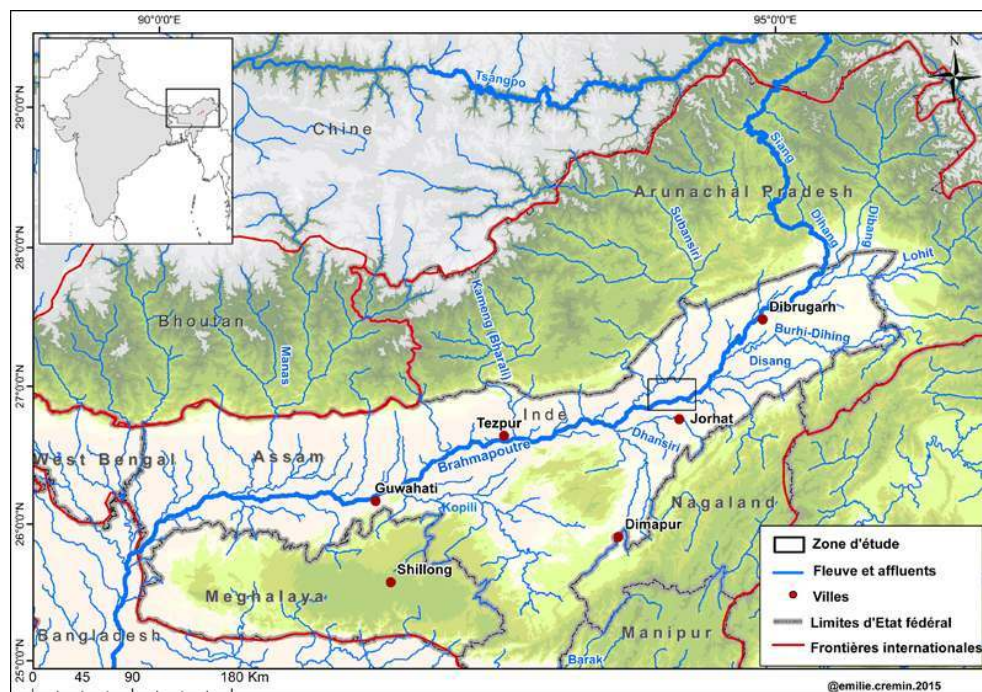 90°0'0"E
95°0'0"E
N
29°0'0"N
28°0'0"N
27°0'0"N
26°0'0"N
25°0'0"N
Tsangpo
Chine
Siang
Arunachal Pradesh
Subansiri
Dihang
Dibang
Lohit
Kameng (Bharali)
Bhoutan
Manas
Dibrugarh
Burhi-Dihing
Disang
Inde
Tezpur
Jorhat
Dhansiri
West Bengal
Assam
Brahmapoutre
Guwahati
Kopili
Nagaland
Dimapur
Shillong
Meghalaya
Bangladesh
Manipur
Barak
Zone d'étude
Fleuve et affluents
Villes
Limites d'Etat fédéral
Frontières internationales
0 45 90 180 Km
@emilie.cremin.2015